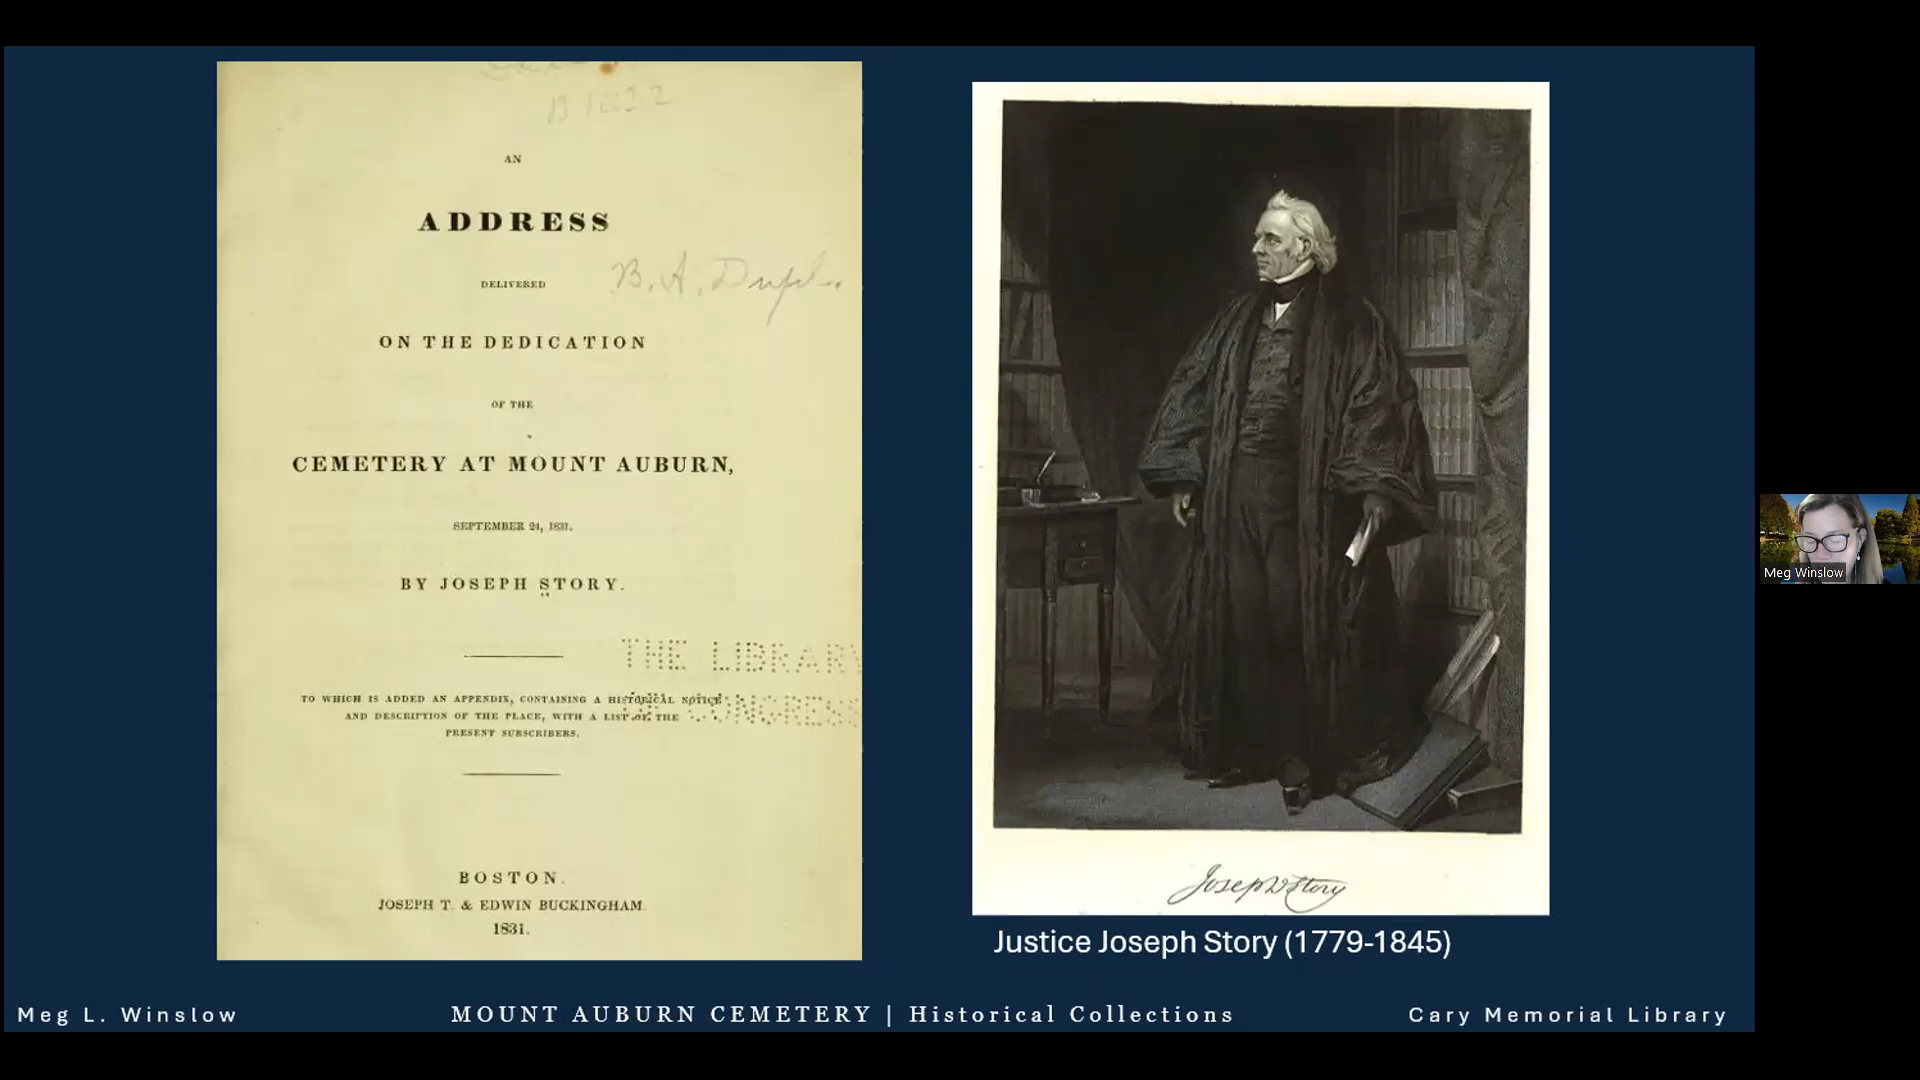 AN
ADDRESS
DELIVERED
B. A. Dupl.
ON THE DEDICATION
OF THE
CEMETERY AT MOUNT AUBURN,
SEPTEMBER 24, 1831.
BY JOSEPH STORY.
THE LIBRARY
OF CONGRESS
TO WHICH IS ADDED AN APPENDIX, CONTAINING A HISTORICAL NOTICE
AND DESCRIPTION OF THE PLACE, WITH A LIST OF THE
PRESENT SUBSCRIBERS.
BOSTON.
JOSEPH T. & EDWIN BUCKINGHAM.
1831.
Joseph Story
Justice Joseph Story (1779-1845)
Meg L. Winslow
MOUNT AUBURN CEMETERY | Historical Collections
Cary Memorial Library
Meg Winslow